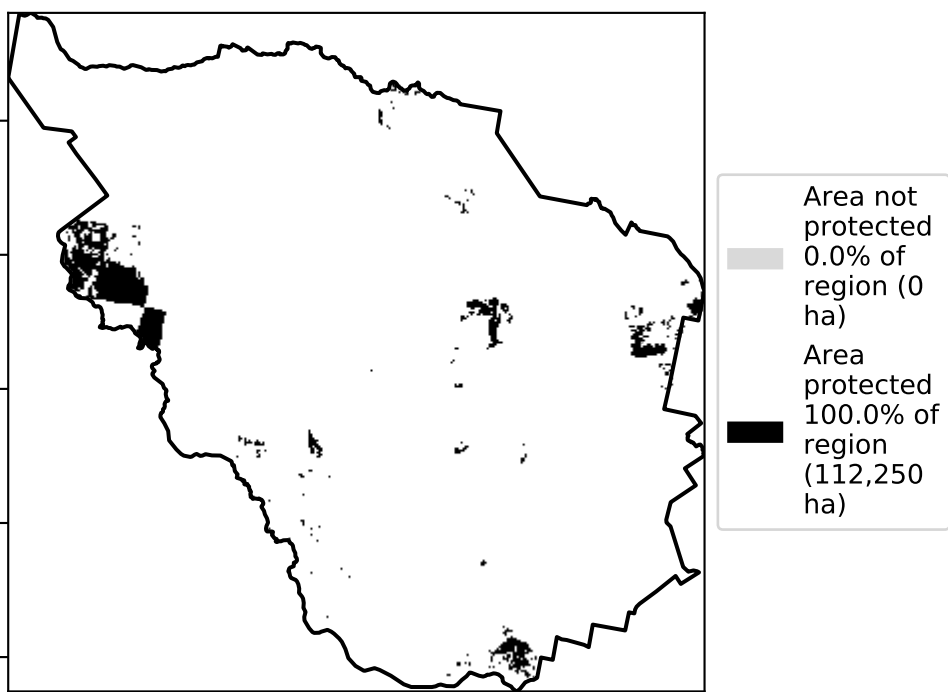 Area not
protected
0.0% of
region (0
ha)
Area
protected
100.0% of
region
(112,250
ha)